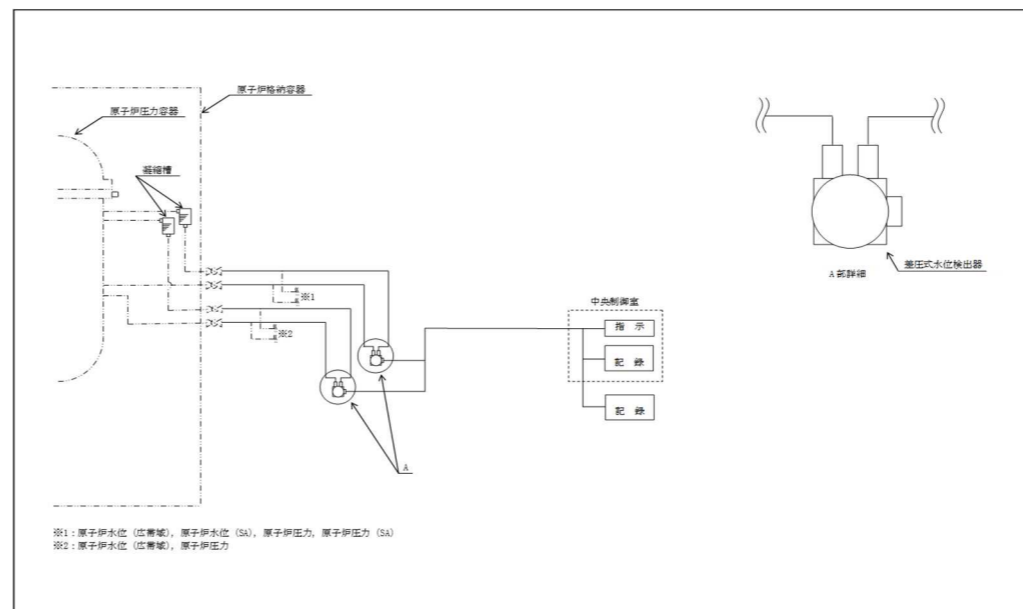 原子炉格納容器
原子炉圧力容器
凝縮槽
※1
※2
A
中央制御室
指 示
記 録
記 録
差圧式水位検出器
A部詳細
※1：原子炉水位（広帯域），原子炉水位（SA），原子炉圧力，原子炉圧力（SA）
※2：原子炉水位（広帯域），原子炉圧力